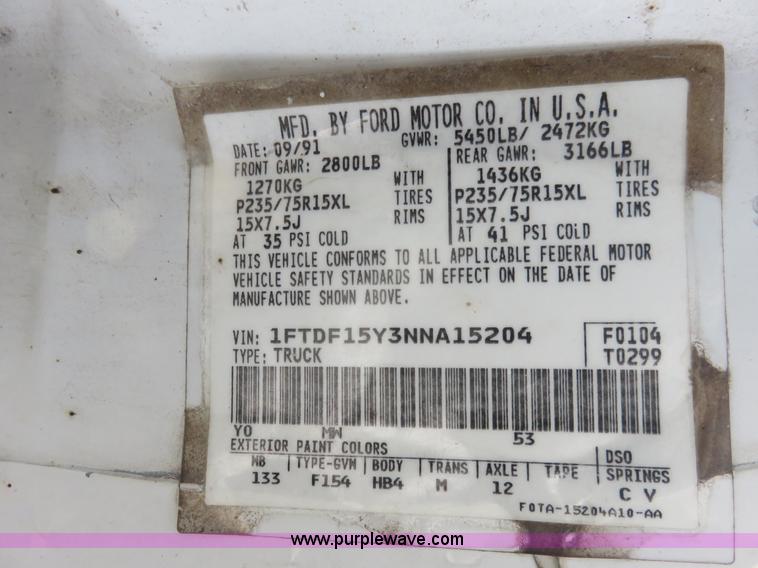 MFD. BY FORD MOTOR CO. IN U.S.A.
DATE: 09/91 GVWR: 5450LB/ 2472KG
FRONT GAWR: 2800LB REAR GAWR: 3166LB
1270KG WITH 1436KG WITH
P235/75R15XL TIRES P235/75R15XL TIRES
15X7.5J RIMS 15X7.5J RIMS
AT 35 PSI COLD AT 41 PSI COLD
THIS VEHICLE CONFORMS TO ALL APPLICABLE FEDERAL MOTOR
VEHICLE SAFETY STANDARDS IN EFFECT ON THE DATE OF
MANUFACTURE SHOWN ABOVE.
VIN: 1FTDF15Y3NNA15204 F0104
TYPE: TRUCK T0299
YO MW 53
EXTERIOR PAINT COLORS DSO
WB TYPE-GVM BODY TRANS AXLE TAPE SPRINGS
133 F154 HB4 M 12 C V
F0TA-15204A10-AA
www.purplewave.com